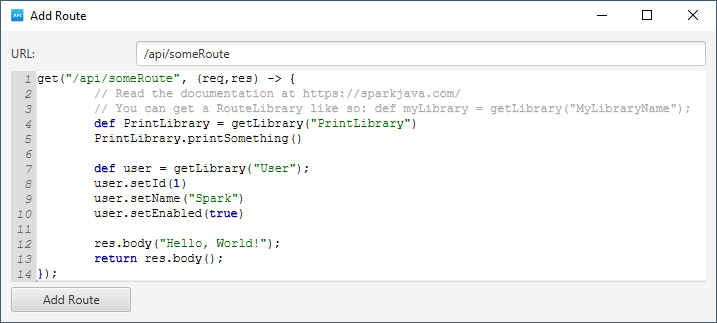 API Add Route
URL: /api/someRoute
1 get("/api/someRoute", (req,res) -> {
2 // Read the documentation at https://sparkjava.com/
3 // You can get a RouteLibrary like so: def myLibrary = getLibrary("MyLibraryName");
4 def PrintLibrary = getLibrary("PrintLibrary")
5 PrintLibrary.printSomething()
6
7 def user = getLibrary("User");
8 user.setId(1)
9 user.setName("Spark")
10 user.setEnabled(true)
11
12 res.body("Hello, World!");
13 return res.body();
14 });
Add Route